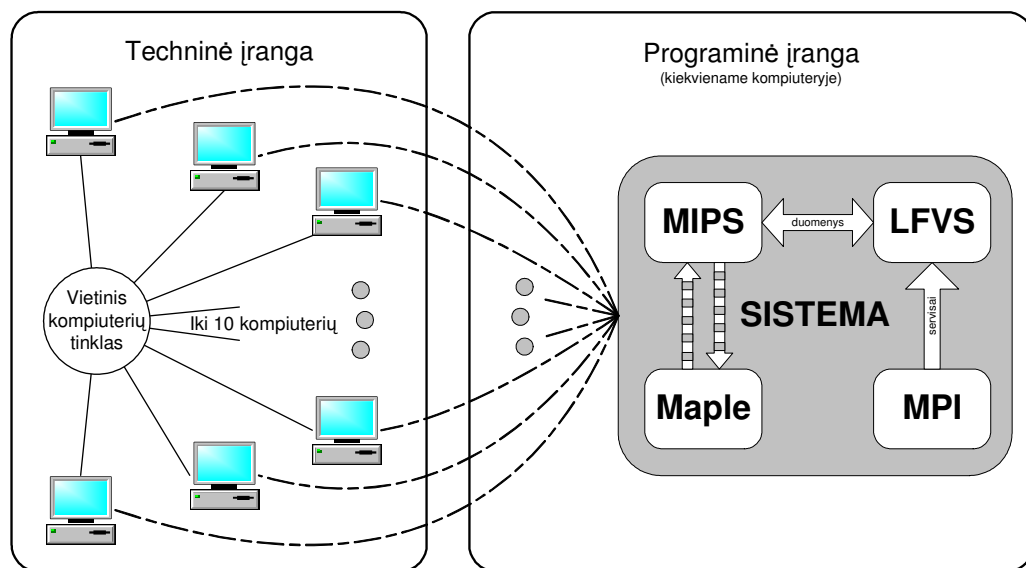 Techninė įranga
Vietinis
kompiuterių
tinklas
Iki 10 kompiuterių
Programinė įranga
(kiekviename kompiuteryje)
MIPS
duomenys
LFVS
SISTEMA
servisai
Maple
MPI